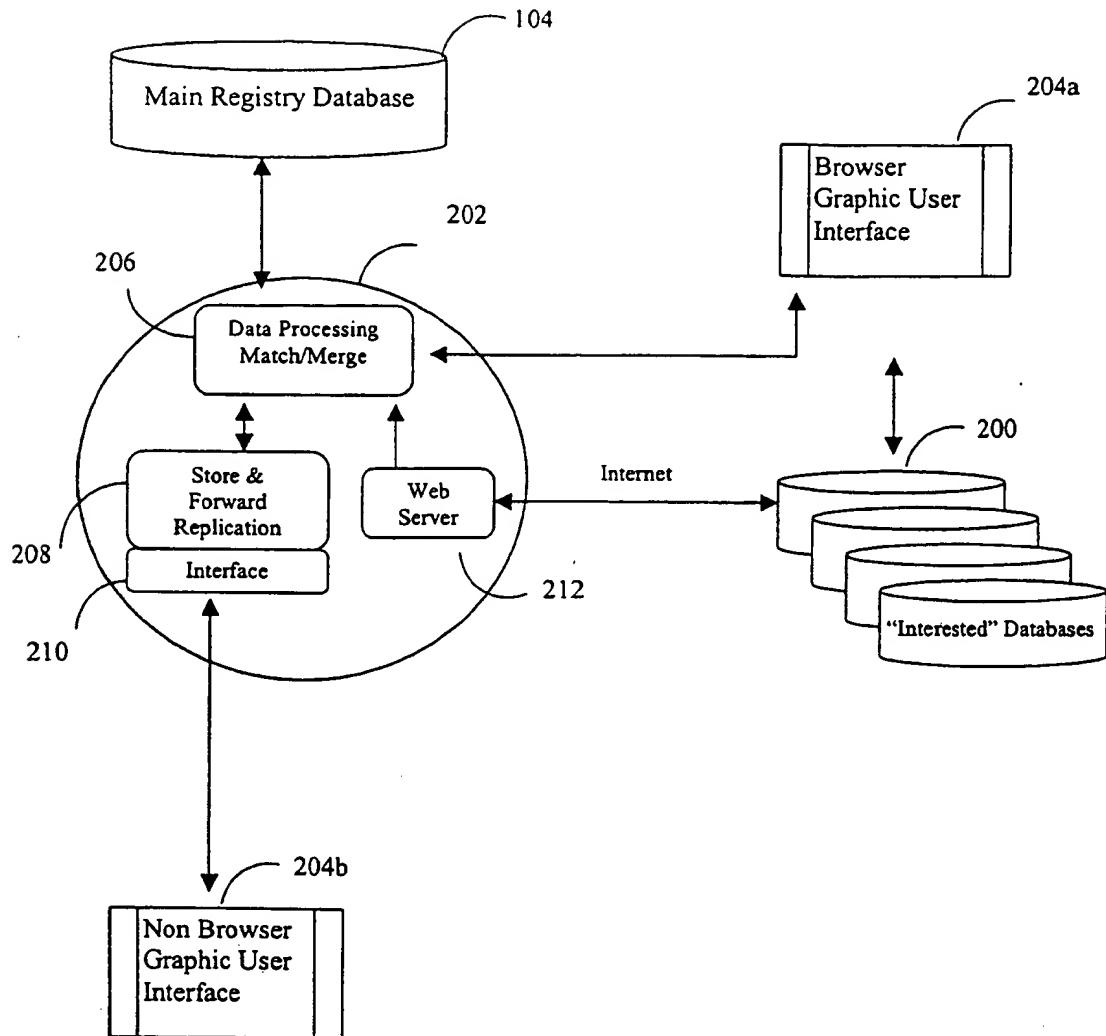 104
Main Registry Database
204a
Browser
Graphic User
Interface
202
206
Data Processing
Match/Merge
200
Store &
Forward
Replication
Web
Server
Internet
208
Interface
212
210
"Interested" Databases
204b
Non Browser
Graphic User
Interface